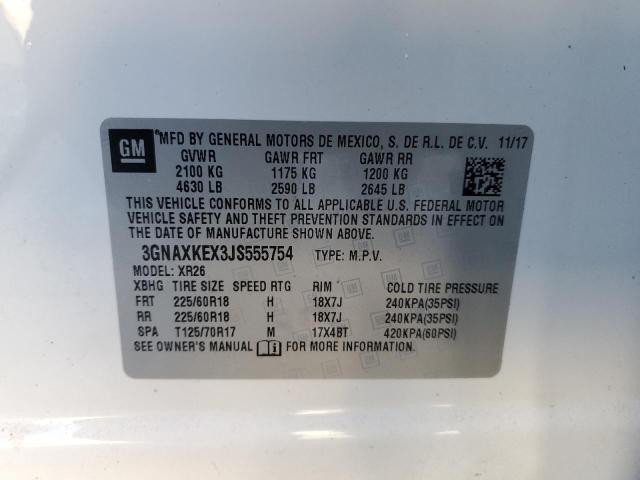 GM
®MFD BY GENERAL MOTORS DE MEXICO, S. DE R.L. DE C.V. 11/17
GVWR GAWR FRT GAWR RR
2100 KG 1175 KG 1200 KG
4630 LB 2590 LB 2645 LB
THIS VEHICLE CONFORMS TO ALL APPLICABLE U.S. FEDERAL MOTOR
VEHICLE SAFETY AND THEFT PREVENTION STANDARDS IN EFFECT ON
THE DATE OF MANUFACTURE SHOWN ABOVE.
3GNAXKEX3JS555754 TYPE: M.P.V.
MODEL: XR26
XBHG TIRE SIZE SPEED RTG RIM COLD TIRE PRESSURE
FRT 225/60R18 H 18X7J 240KPA(35PSI)
RR 225/60R18 H 18X7J 240KPA(35PSI)
SPA T125/70R17 M 17X4BT 420KPA(60PSI)
SEE OWNER'S MANUAL FOR MORE INFORMATION.